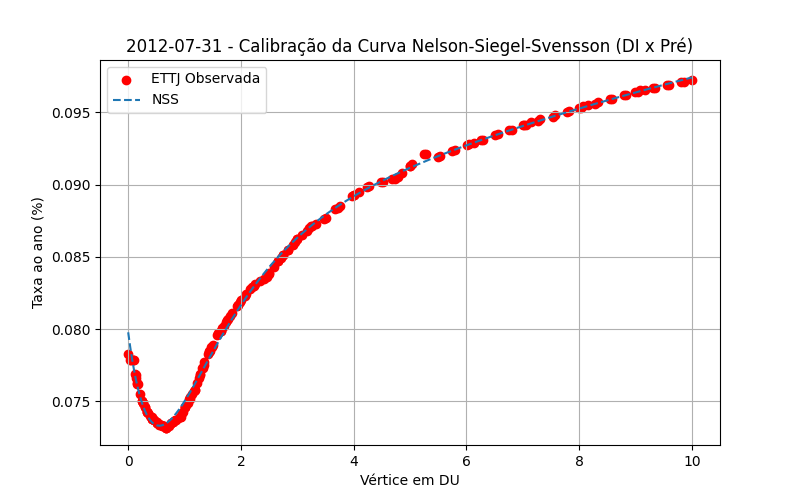 2012-07-31 - Calibração da Curva Nelson-Siegel-Svensson (DI x Pré)
ETTJ Observada
NSS
Taxa ao ano (%)
0.095
0.090
0.085
0.080
0.075
0 2 4 6 8 10
Vértice em DU